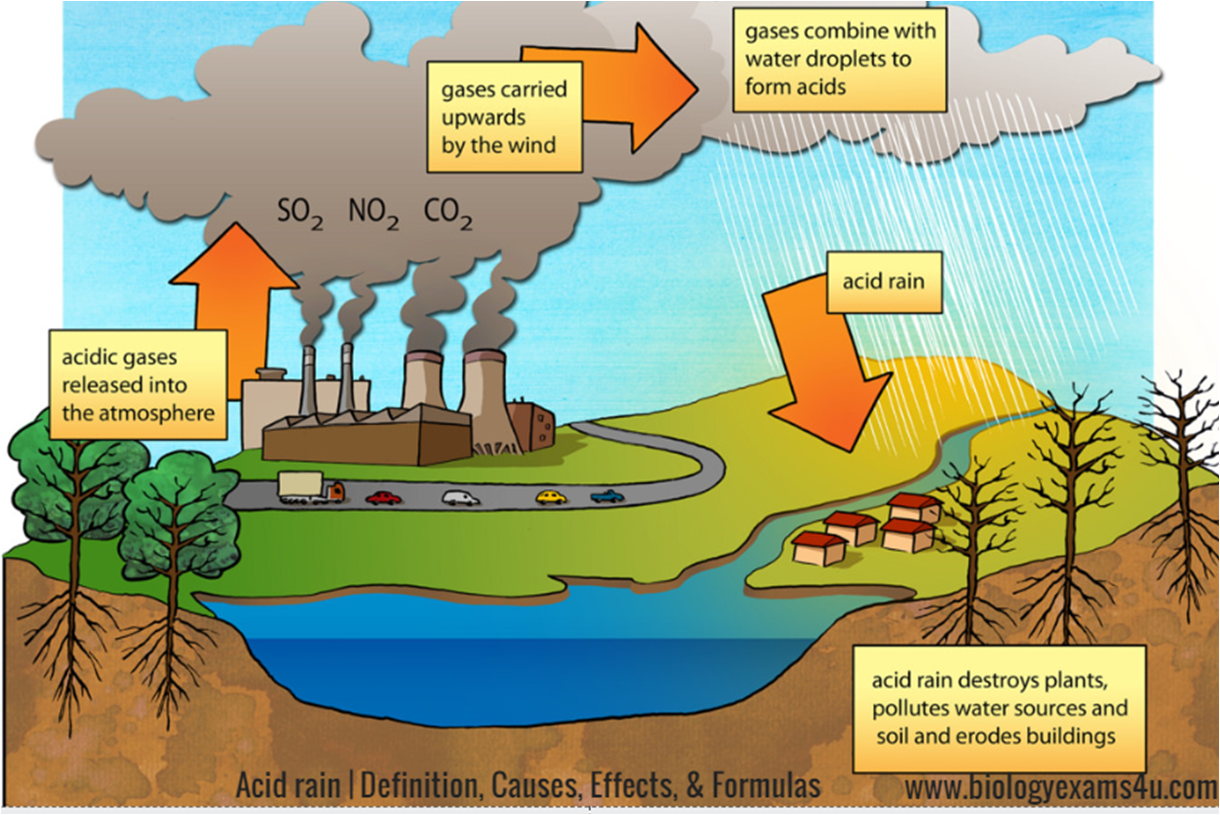 gases combine with
water droplets to
form acids
gases carried
upwards
by the wind
SO₂ NO₂ CO₂
acid rain
acidic gases
released into
the atmosphere
acid rain destroys plants,
pollutes water sources and
soil and erodes buildings
Acid rain | Definition, Causes, Effects, & Formulas
www.biologyexams4u.com